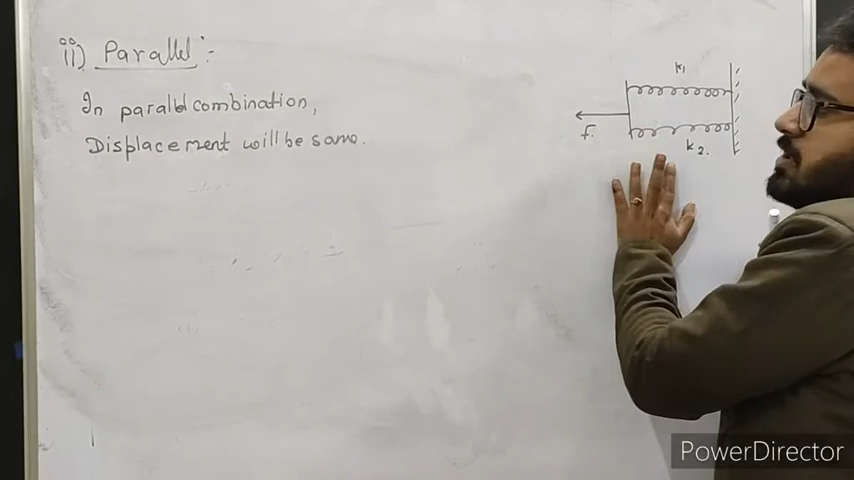 ii) Parallel :-
In parallel combination,
Displacement will be same.
k1
F.
k2.
PowerDirector